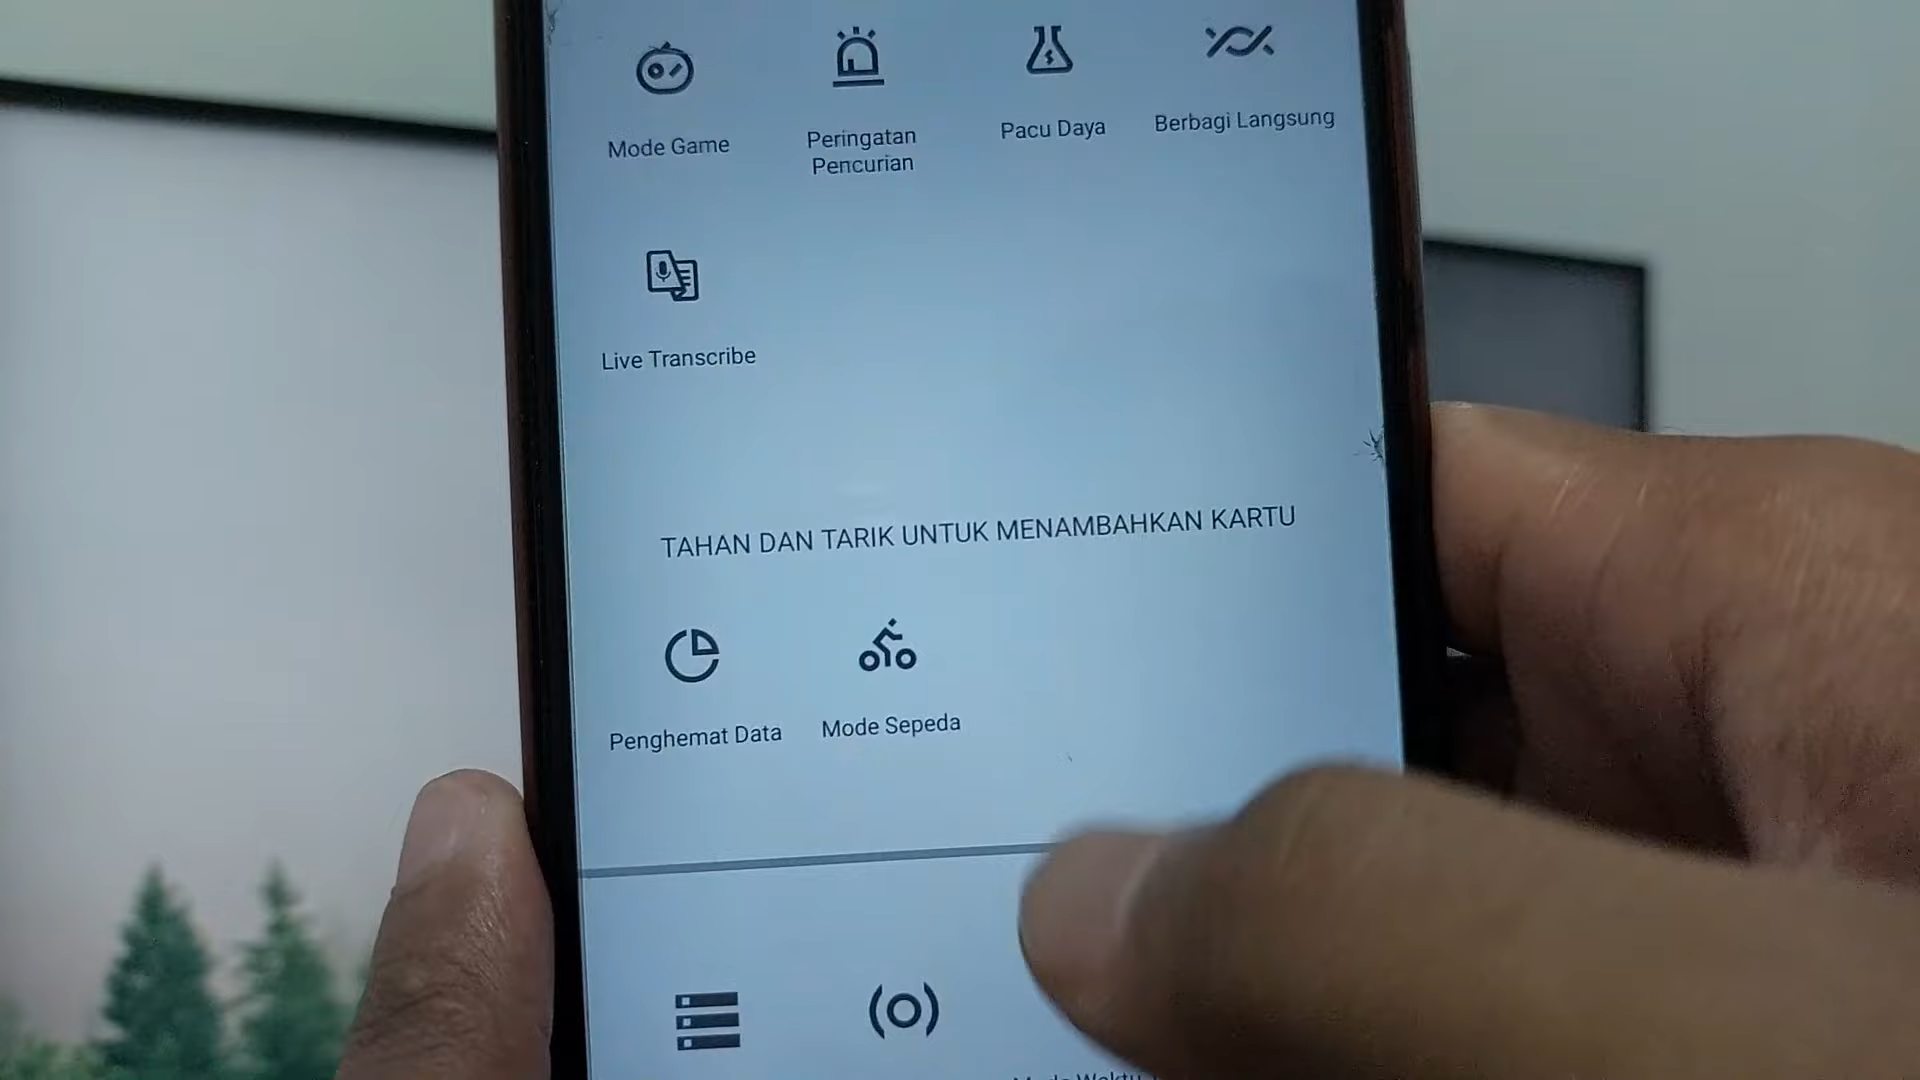 Mode Game
Peringatan
Pencurian
Pacu Daya
Berbagi Langsung
Live Transcribe
TAHAN DAN TARIK UNTUK MENAMBAHKAN KARTU
Penghemat Data
Mode Sepeda